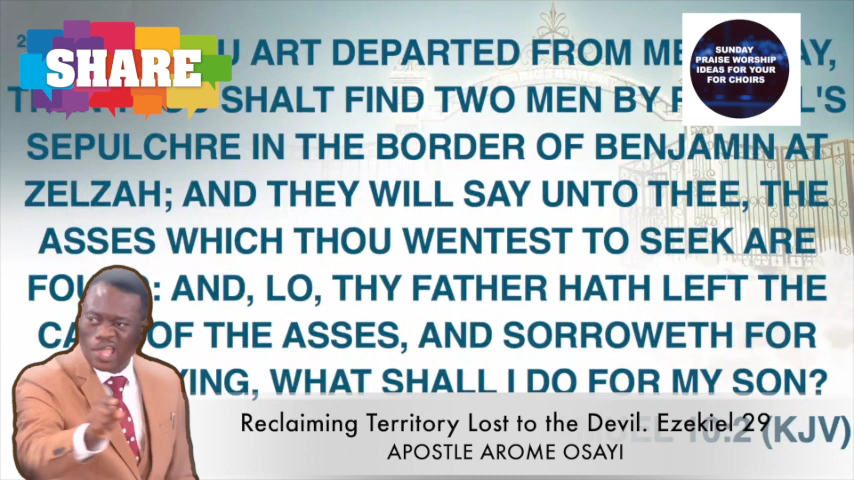 SHARE
SUNDAY
PRAISE WORSHIP
IDEAS FOR YOUR
FOR CHOIRS
ART DEPARTED FROM
SHALT FIND TWO MEN BY
SEPULCHRE IN THE BORDER OF BENJAMIN AT
ZELZAH; AND THEY WILL SAY UNTO THEE, THE
ASSES WHICH THOU WENTEST TO SEEK ARE
: AND, LO, THY FATHER HATH LEFT THE
OF THE ASSES, AND SORROWETH FOR
WHAT SHALL I DO FOR MY SON?
10:2 (KJV)
Reclaiming Territory Lost to the Devil. Ezekiel 29
APOSTLE AROME OSAYI